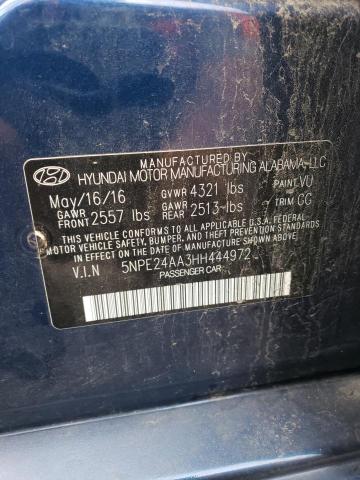 MANUFACTURED BY
HYUNDAI MOTOR MANUFACTURING ALABAMA, LLC
May/16/16 GVWR 4321 lbs PAINT VU
GAWR FRONT 2557 lbs GAWR REAR 2513 lbs TRIM GG
THIS VEHICLE CONFORMS TO ALL APPLICABLE U.S.A. FEDERAL
MOTOR VEHICLE SAFETY, BUMPER, AND THEFT PREVENTION
STANDARDS IN EFFECT ON THE DATE OF MANUFACTURE SHOWN ABOVE.
V.I.N 5NPE24AA3HH444972
PASSENGER CAR